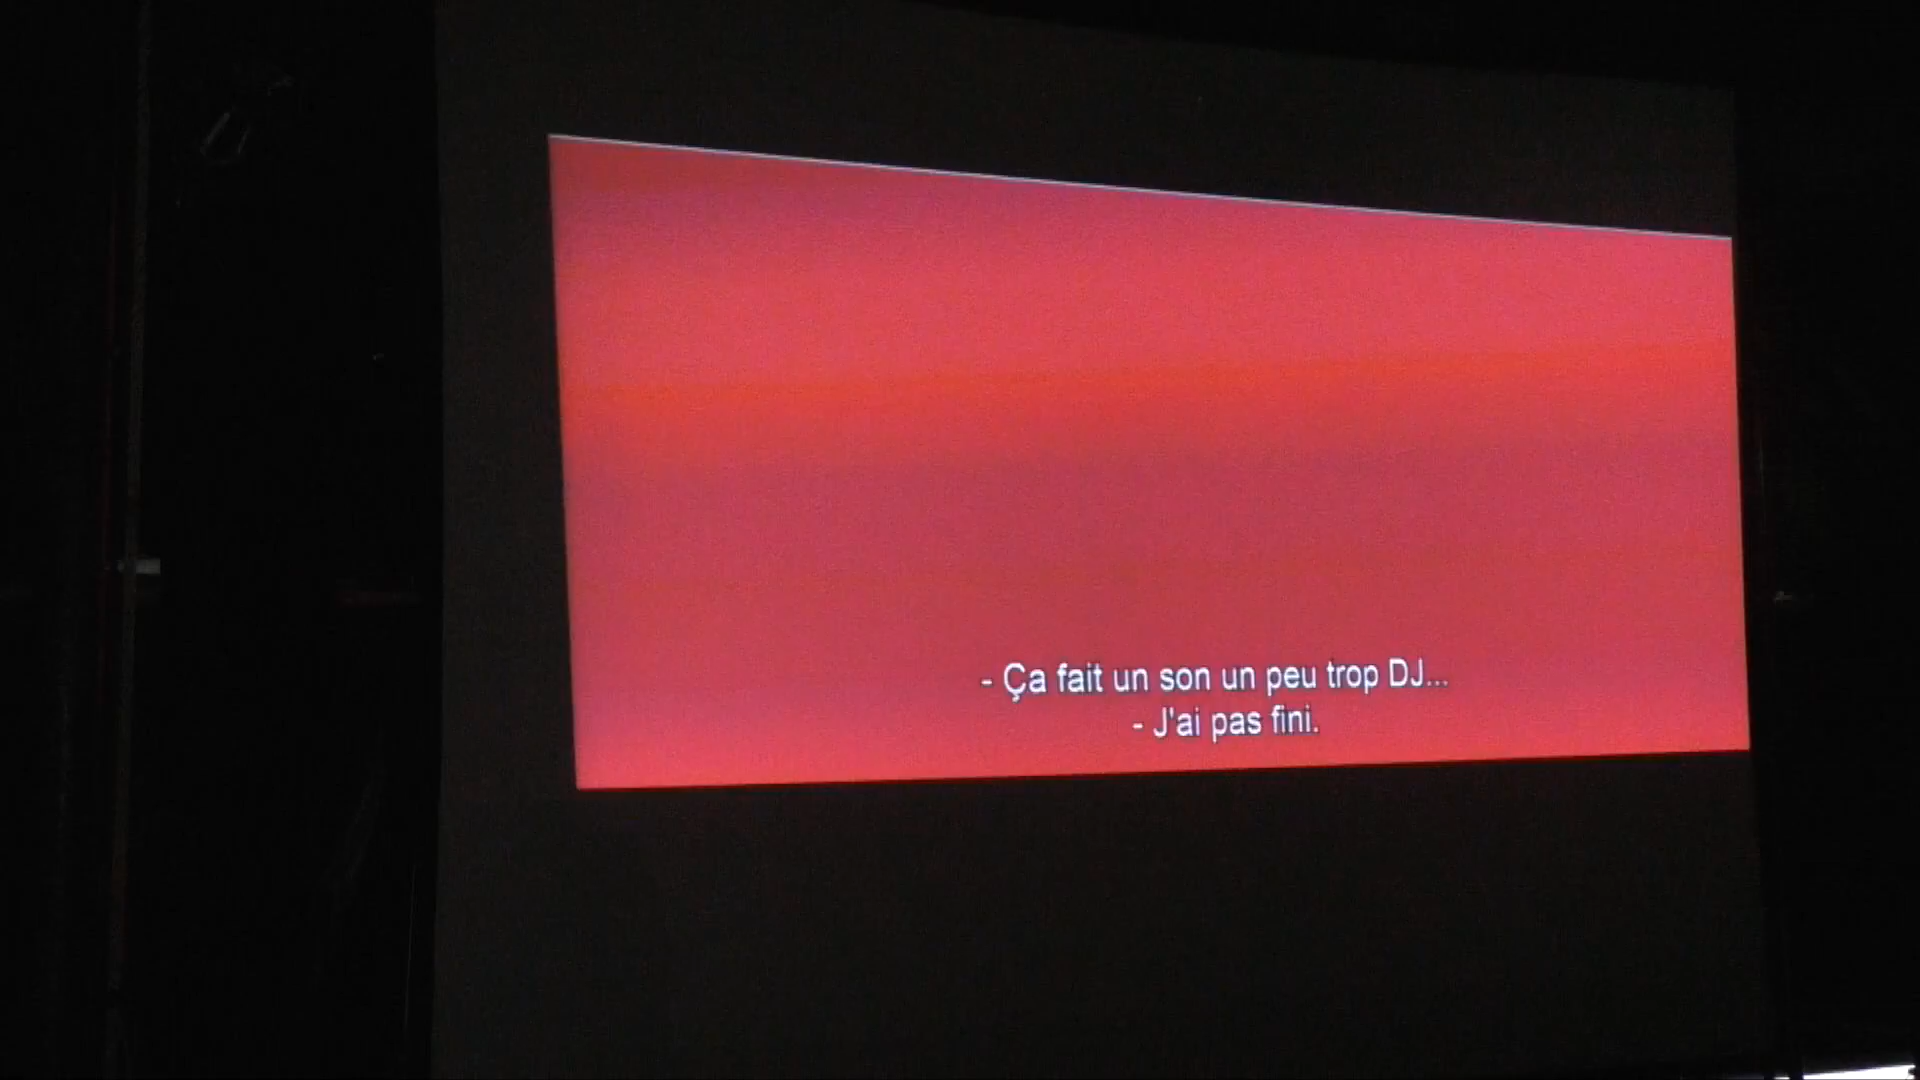 - Ça fait un son un peu trop DJ...
- J'ai pas fini.